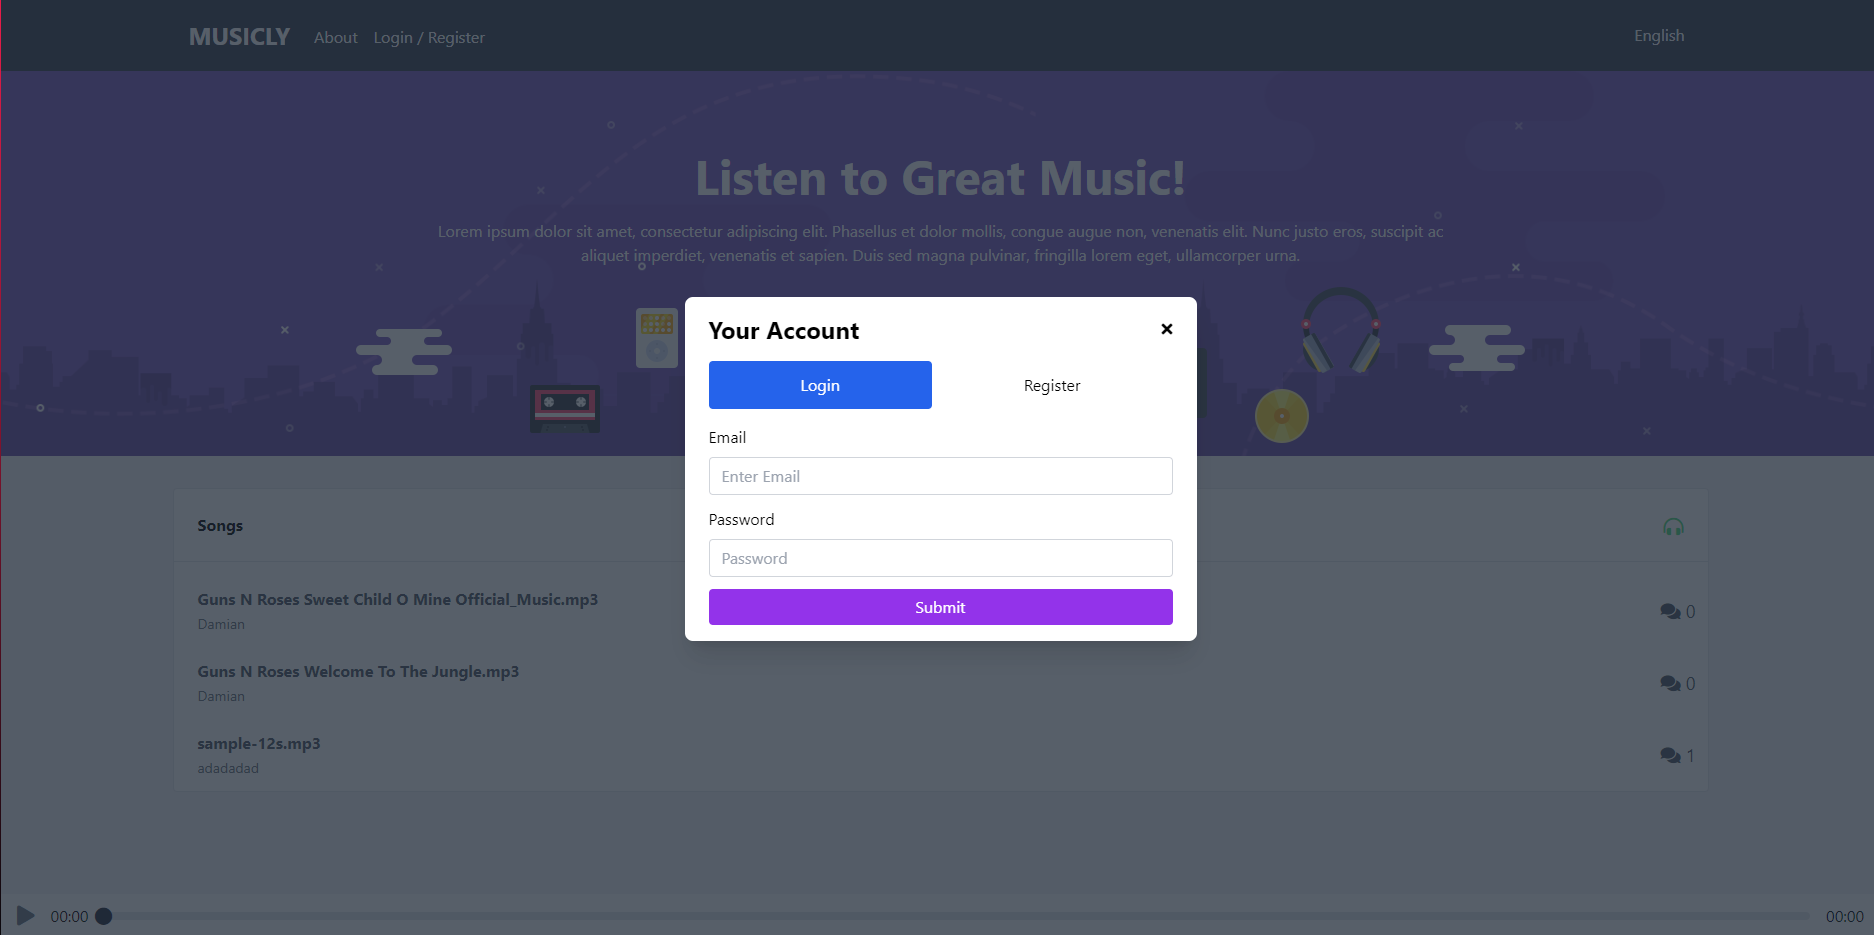 MUSICLY About Login / Register English
Listen to Great Music!
Lorem ipsum dolor sit amet, consectetur adipiscing elit. Phasellus et dolor mollis, congue augue non, venenatis elit. Nunc justo eros, suscipit ac
aliquet imperdiet, venenatis et sapien. Duis sed magna pulvinar, fringilla lorem eget, ullamcorper urna.
Your Account
Login Register
Email
Enter Email
Password
Password
Submit
Songs
Guns N Roses Sweet Child O Mine Official_Music.mp3
Damian
0
Guns N Roses Welcome To The Jungle.mp3
Damian
0
sample-12s.mp3
adadadad
1
00:00 00:00